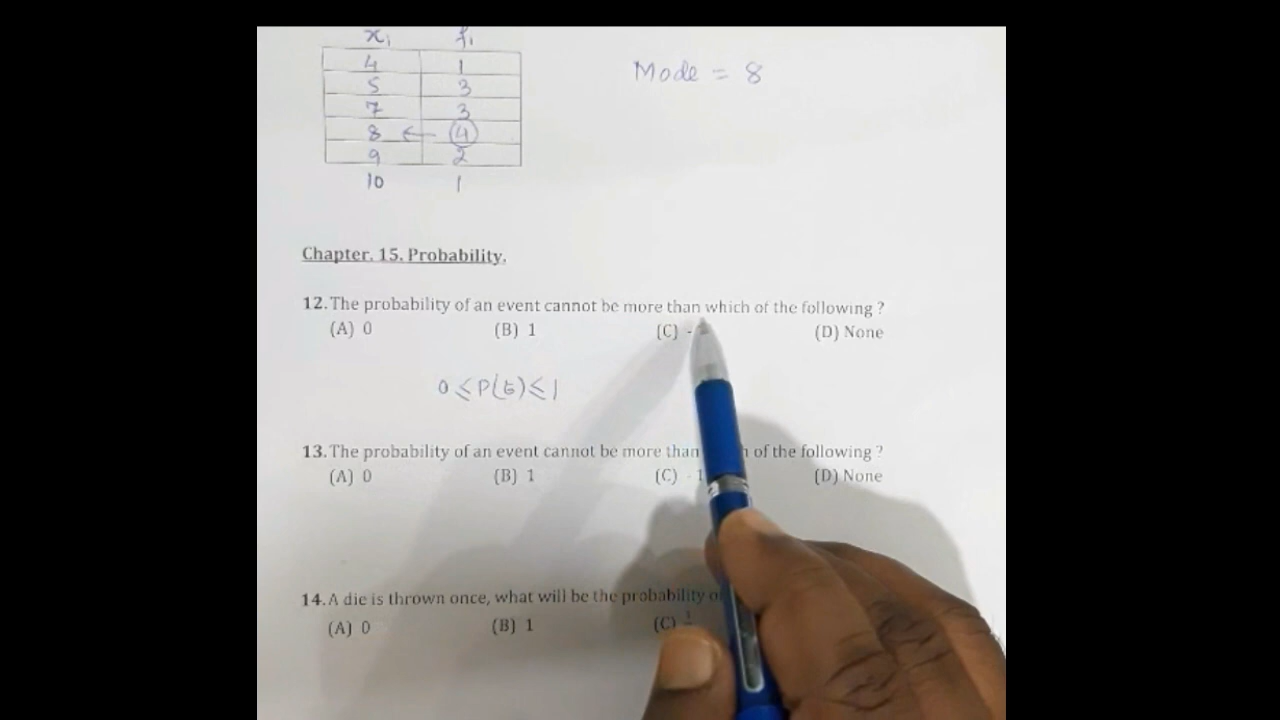 x₁ f₁
4 1
5 3
7 3
8 ← 4
9 2
10 1
Mode = 8
Chapter. 15. Probability.
12. The probability of an event cannot be more than which of the following ?
(A) 0 (B) 1 (C) - (D) None
0 ≤ P(E) ≤ 1
13. The probability of an event cannot be more than of the following ?
(A) 0 (B) 1 (C) - 1 (D) None
14. A die is thrown once, what will be the probability
(A) 0 (B) 1 (C)